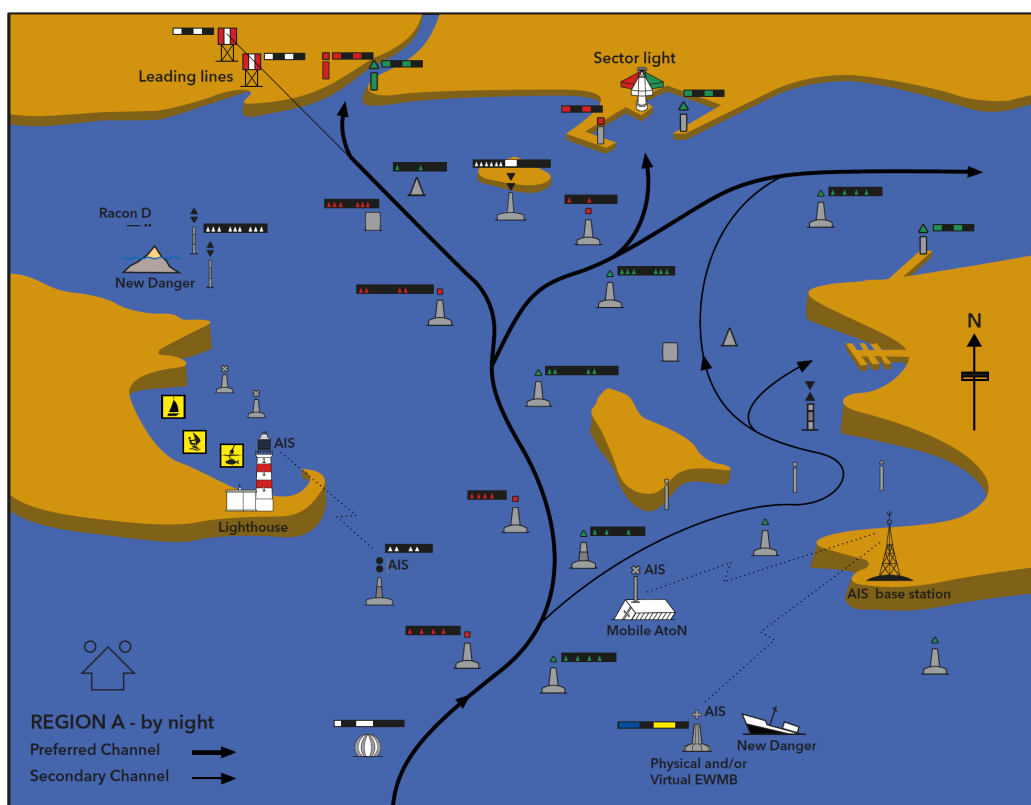 Leading lines
Sector light
Racon D
New Danger
N
AIS
Lighthouse
AIS
AIS
Mobile AtoN
AIS base station
REGION A - by night
Preferred Channel
Secondary Channel
AIS
New Danger
Physical and/or
Virtual EWMB